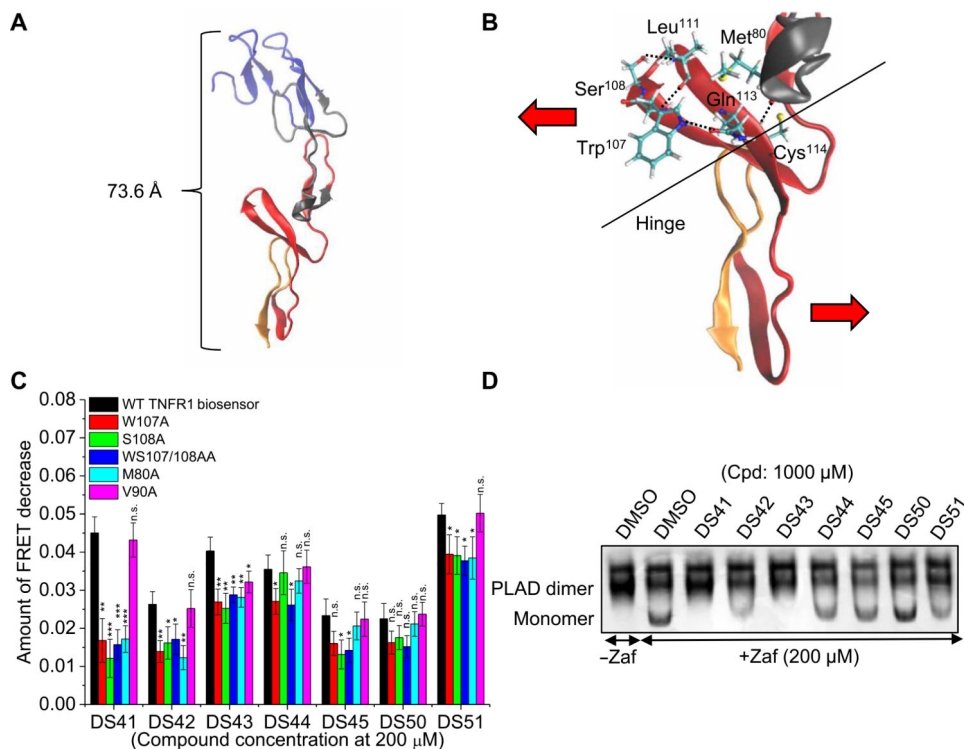 A
73.6 Å
B
Leu111
Met80
Ser108
Gln113
Trp107
Cys114
Hinge
C
Amount of FRET decrease
0.08
0.07
0.06
0.05
0.04
0.03
0.02
0.01
0.00
WT TNFR1 biosensor
W107A
S108A
WS107/108AA
M80A
V90A
** *** *** *** n.s.
** * * ** n.s.
** ** ** ** *
* n.s. * n.s. n.s.
n.s. * * n.s. n.s.
n.s. n.s. n.s. n.s. n.s.
* * * * n.s.
DS41 DS42 DS43 DS44 DS45 DS50 DS51
(Compound concentration at 200 µM)
D
(Cpd: 1000 µM)
DMSO DMSO DS41 DS42 DS43 DS44 DS45 DS50 DS51
PLAD dimer
Monomer
–Zaf +Zaf (200 µM)